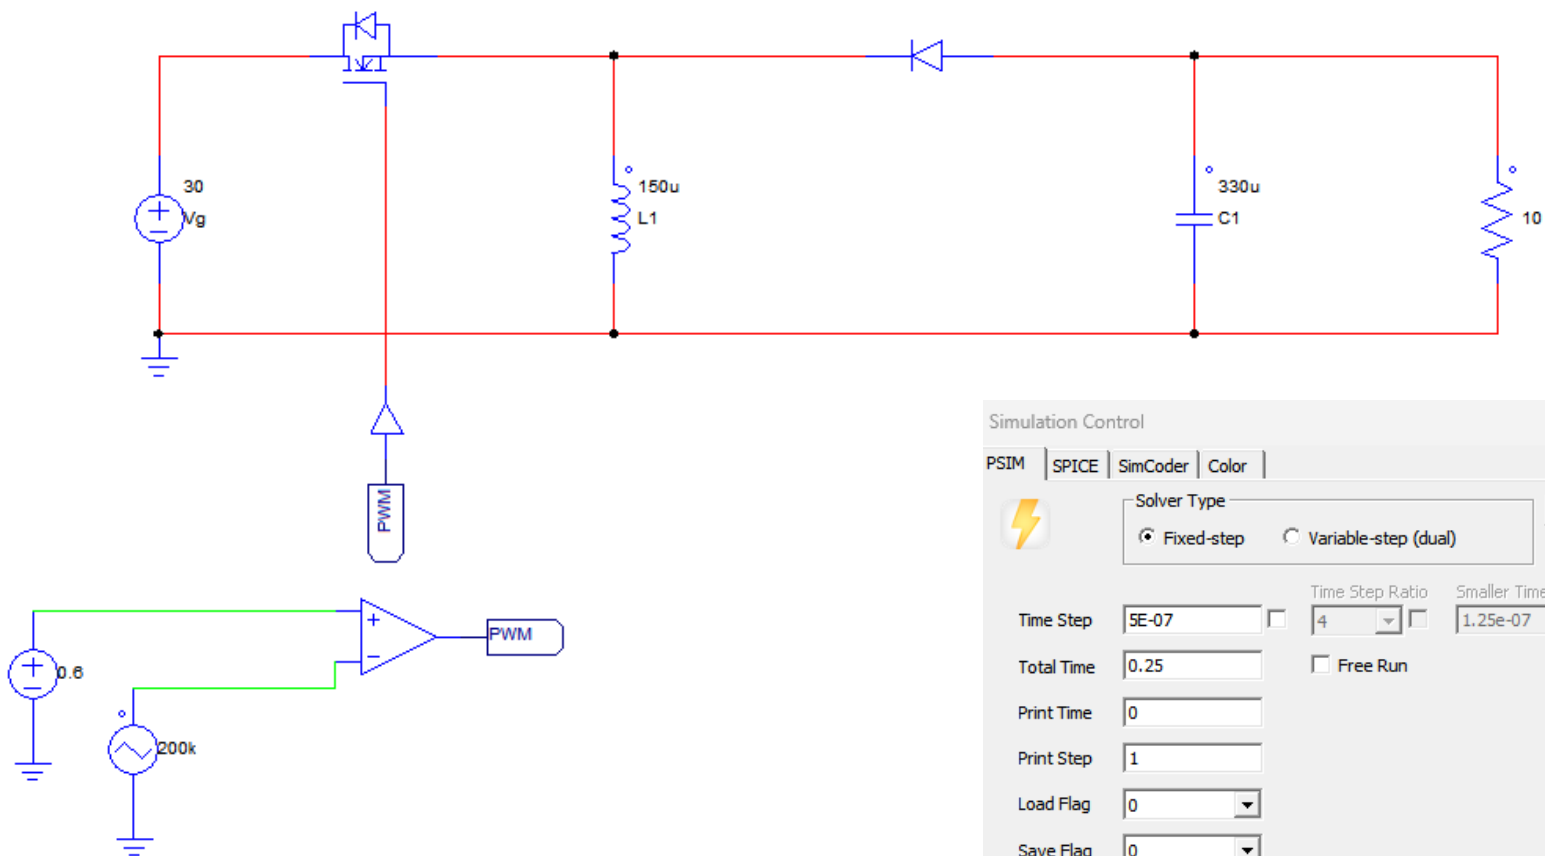 30
Vg
150u
L1
330u
C1
10
PWM
0.6
200k
PWM
Simulation Control
PSIM SPICE SimCoder Color
Solver Type
Fixed-step Variable-step (dual)
Time Step Ratio Smaller Time
Time Step 5E-07 4 1.25e-07
Total Time 0.25 Free Run
Print Time 0
Print Step 1
Load Flag 0
Save Flag 0